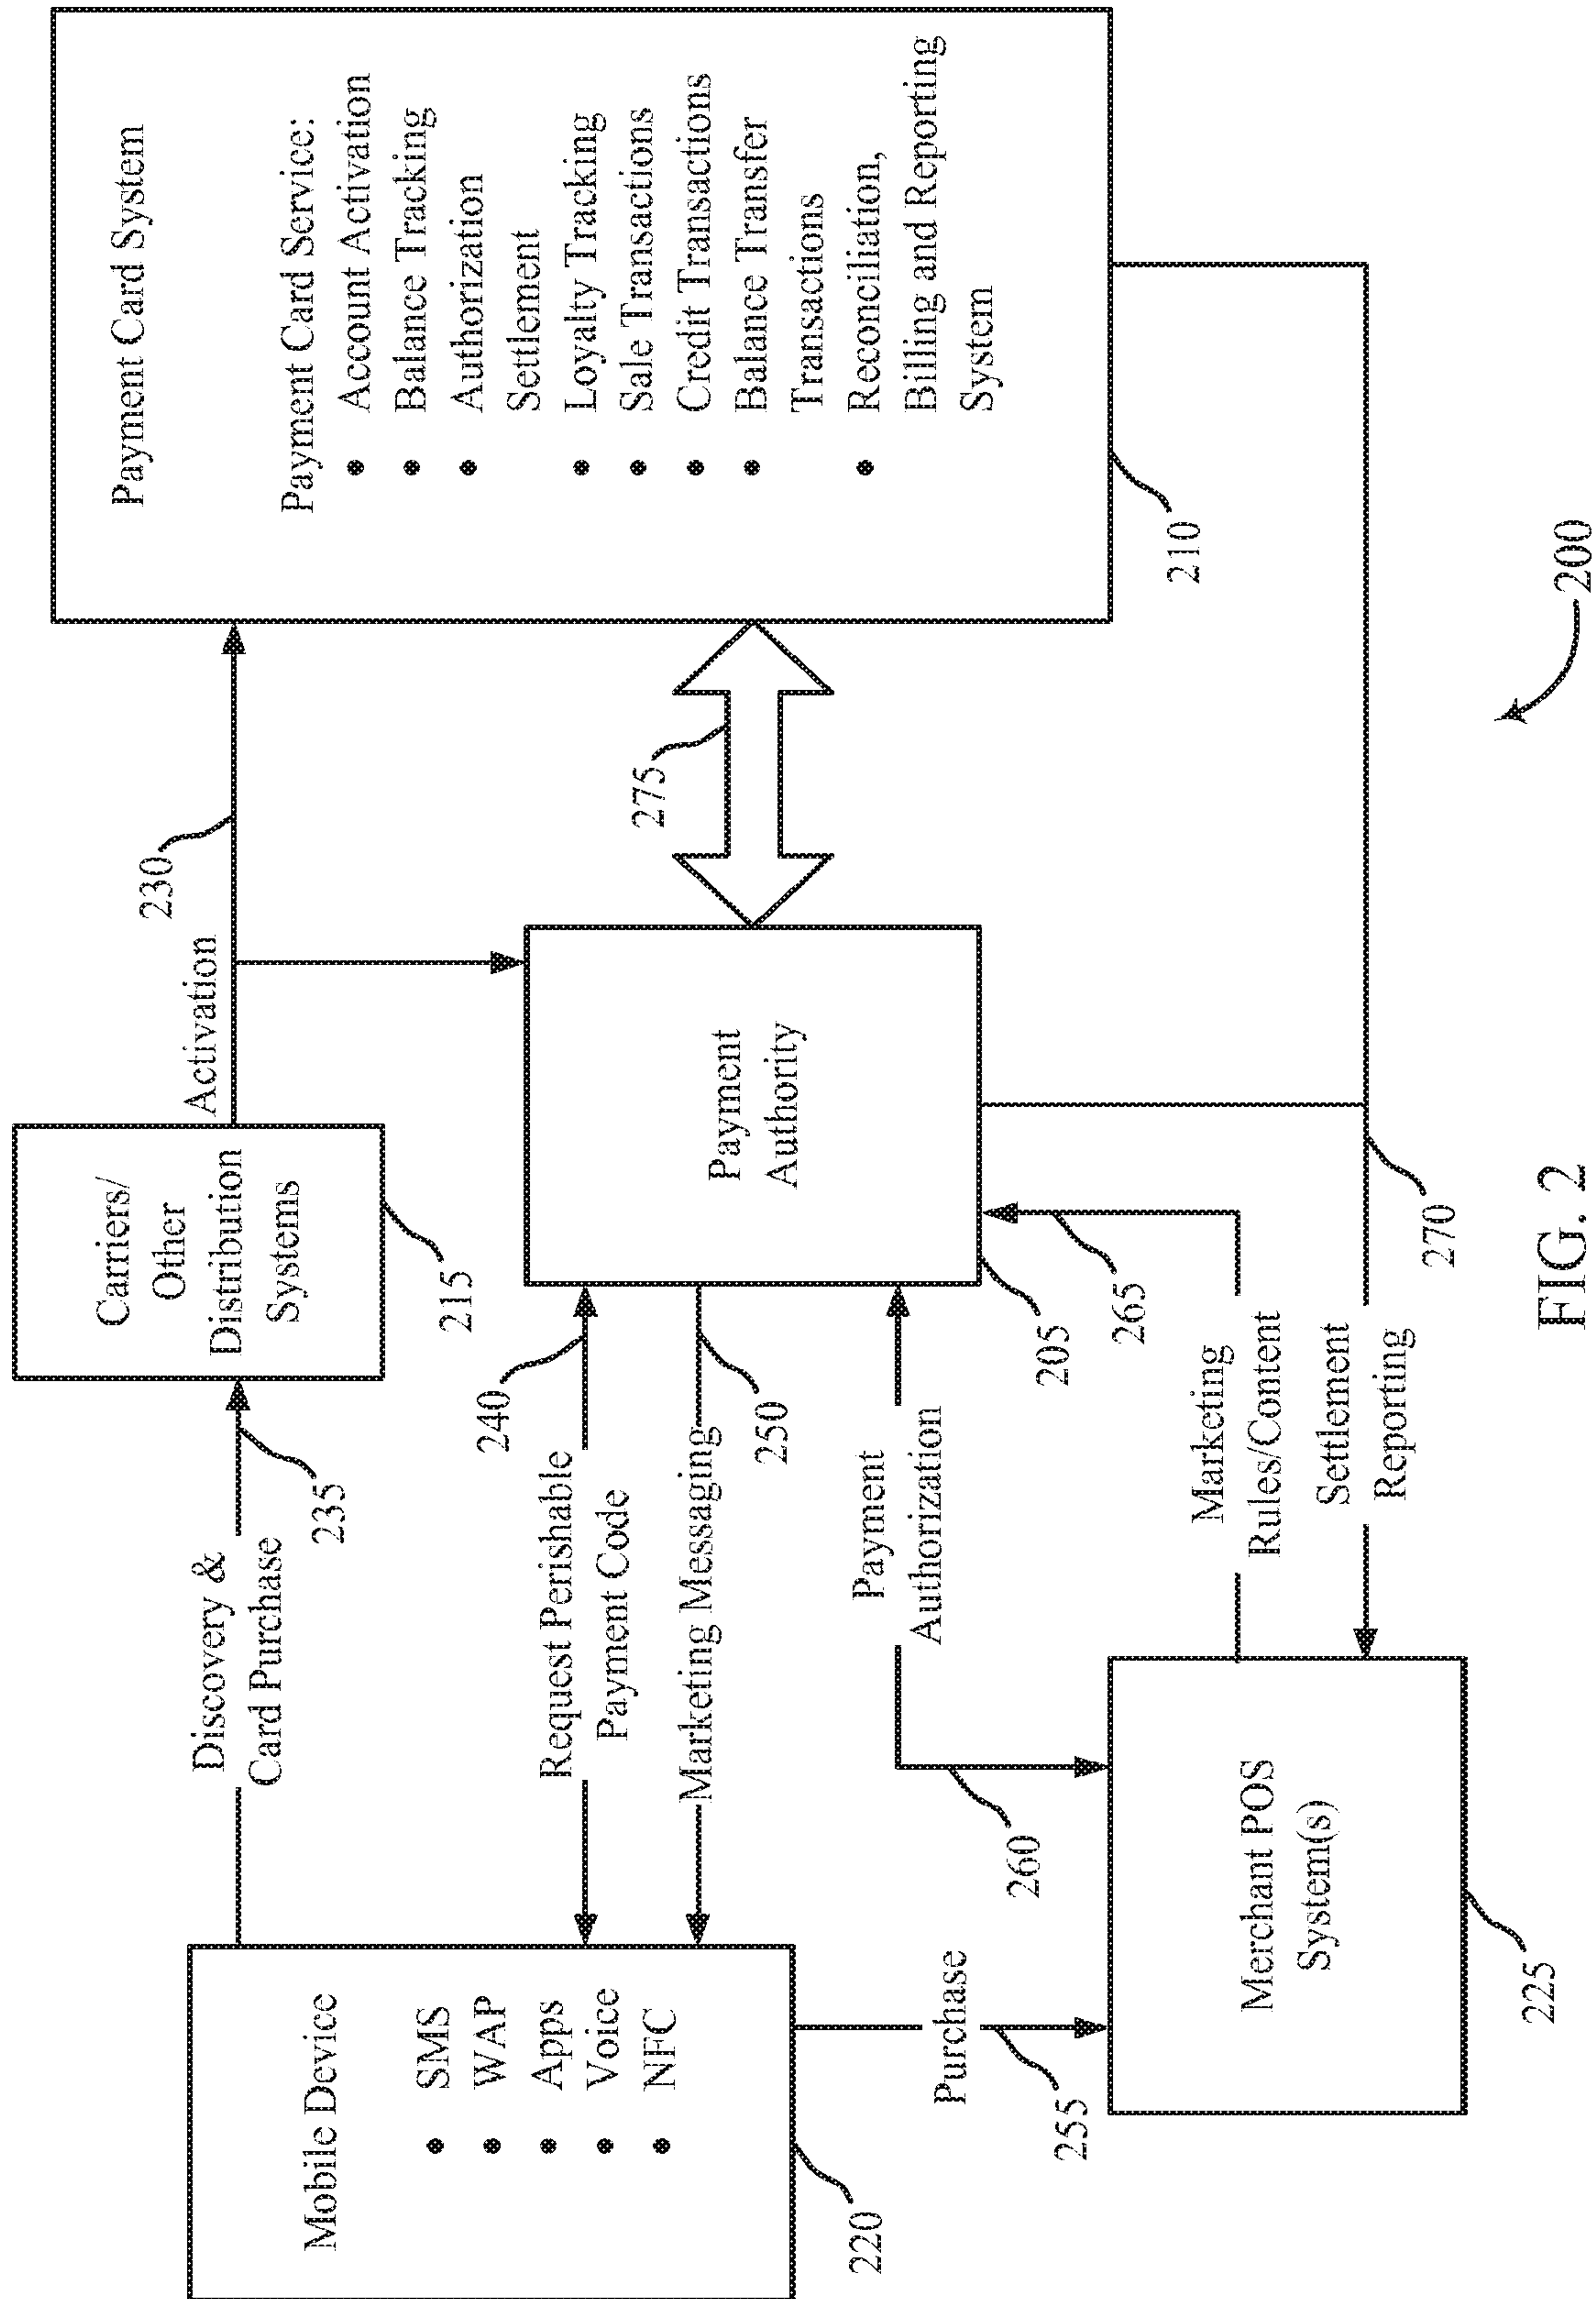 Mobile Device
• SMS
• WAP
• Apps
• Voice
• NFC
220
Discovery &
Card Purchase
235
Carriers/
Other
Distribution
Systems
215
Activation
230
Request Perishable
Payment Code
240
Marketing Messaging
250
Payment
Authority
205
275
Payment Card System
Payment Card Service:
• Account Activation
• Balance Tracking
• Authorization
Settlement
• Loyalty Tracking
• Sale Transactions
• Credit Transactions
• Balance Transfer
Transactions
• Reconciliation,
Billing and Reporting
System
210
Purchase
255
Payment
Authorization
260
Marketing
Rules/Content
265
Settlement
Reporting
270
Merchant POS
System(s)
225
200
FIG. 2